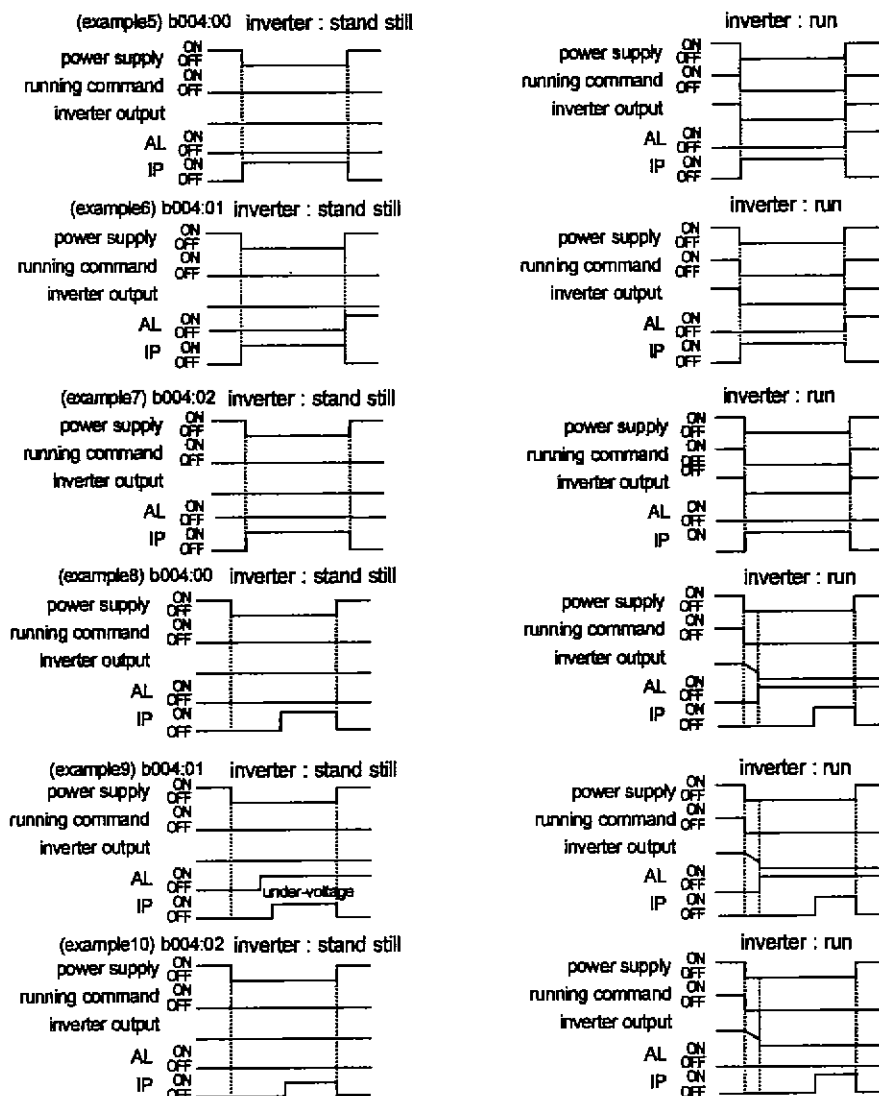 (example5) b004:00 inverter : stand still
power supply ON OFF
running command ON OFF
inverter output
AL ON OFF
IP ON OFF
inverter : run
power supply ON OFF
running command ON OFF
inverter output
AL ON OFF
IP ON OFF
(example6) b004:01 inverter : stand still
power supply ON OFF
running command ON OFF
inverter output
AL ON OFF
IP ON OFF
inverter : run
power supply ON OFF
running command ON OFF
inverter output
AL ON OFF
IP ON OFF
(example7) b004:02 inverter : stand still
power supply ON OFF
running command ON OFF
inverter output
AL ON OFF
IP ON OFF
inverter : run
power supply ON OFF
running command ON OFF
inverter output OFF
AL ON OFF
IP ON
(example8) b004:00 inverter : stand still
power supply ON OFF
running command ON OFF
inverter output
AL ON OFF
IP ON OFF
inverter : run
power supply ON OFF
running command ON OFF
inverter output
AL ON OFF
IP ON OFF
(example9) b004:01 inverter : stand still
power supply ON OFF
running command ON OFF
inverter output
AL ON OFF
under-voltage
IP ON OFF
inverter : run
power supply ON OFF
running command ON OFF
inverter output
AL ON OFF
IP ON OFF
(example10) b004:02 inverter : stand still
power supply ON OFF
running command ON OFF
inverter output
AL ON OFF
IP ON OFF
inverter : run
power supply ON OFF
running command ON OFF
inverter output
AL ON OFF
IP ON OFF